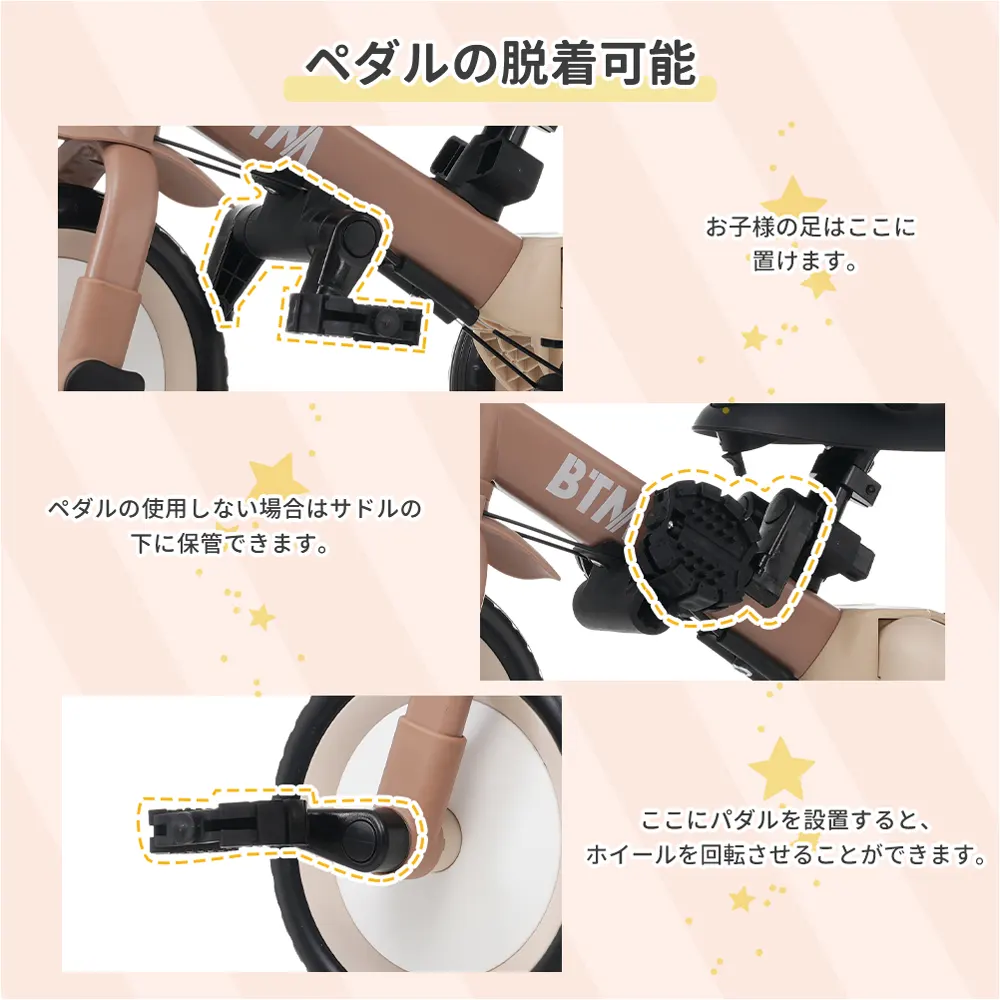 ペダルの脱着可能
BTM
お子様の足はここに
置けます。
BTM
ペダルの使用しない場合はサドルの
下に保管できます。
ここにパダルを設置すると、
ホイールを回転させることができます。